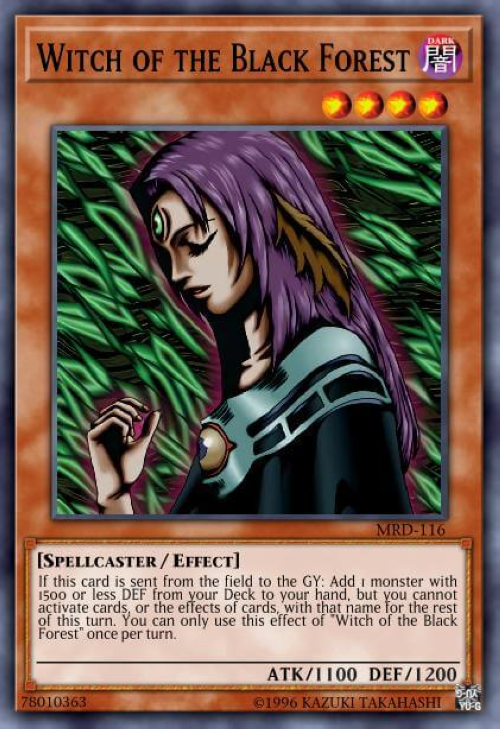 WITCH OF THE BLACK FOREST
DARK
闇
MRD-116
[SPELLCASTER / EFFECT]
If this card is sent from the field to the GY: Add 1 monster with
1500 or less DEF from your Deck to your hand, but you cannot
activate cards, or the effects of cards, with that name for the rest
of this turn. You can only use this effect of "Witch of the Black
Forest" once per turn.
ATK/1100 DEF/1200
78010363
©1996 KAZUKI TAKAHASHI